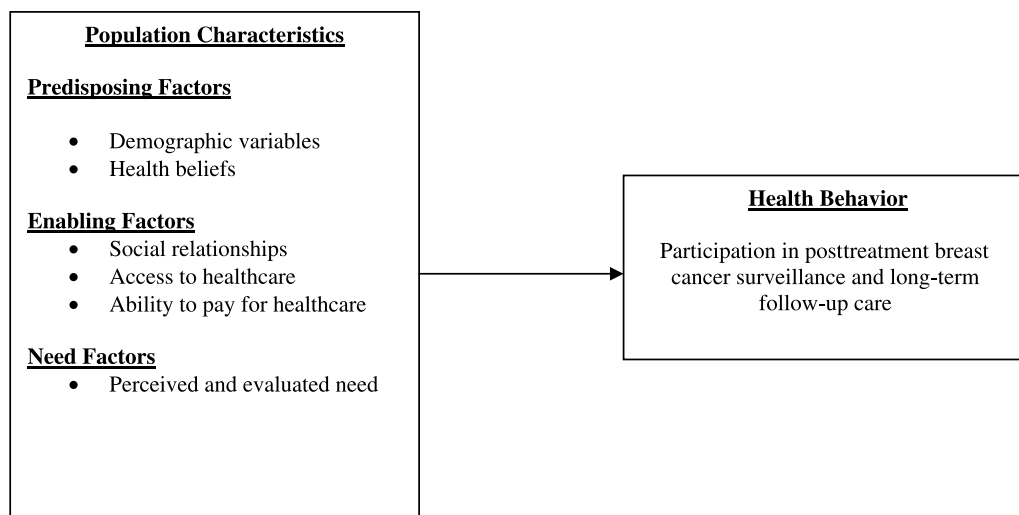 Population Characteristics
Predisposing Factors
• Demographic variables
• Health beliefs
Enabling Factors
• Social relationships
• Access to healthcare
• Ability to pay for healthcare
Need Factors
• Perceived and evaluated need
Health Behavior
Participation in posttreatment breast
cancer surveillance and long-term
follow-up care